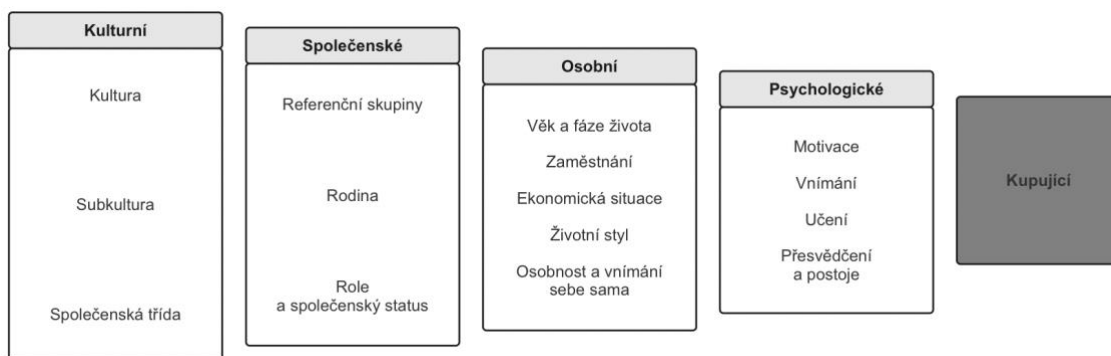 Kulturní
Kultura
Subkultura
Společenská třída
Společenské
Referenční skupiny
Rodina
Role
a společenský status
Osobní
Věk a fáze života
Zaměstnání
Ekonomická situace
Životní styl
Osobnost a vnímání
sebe sama
Psychologické
Motivace
Vnímání
Učení
Přesvědčení
a postoje
Kupující